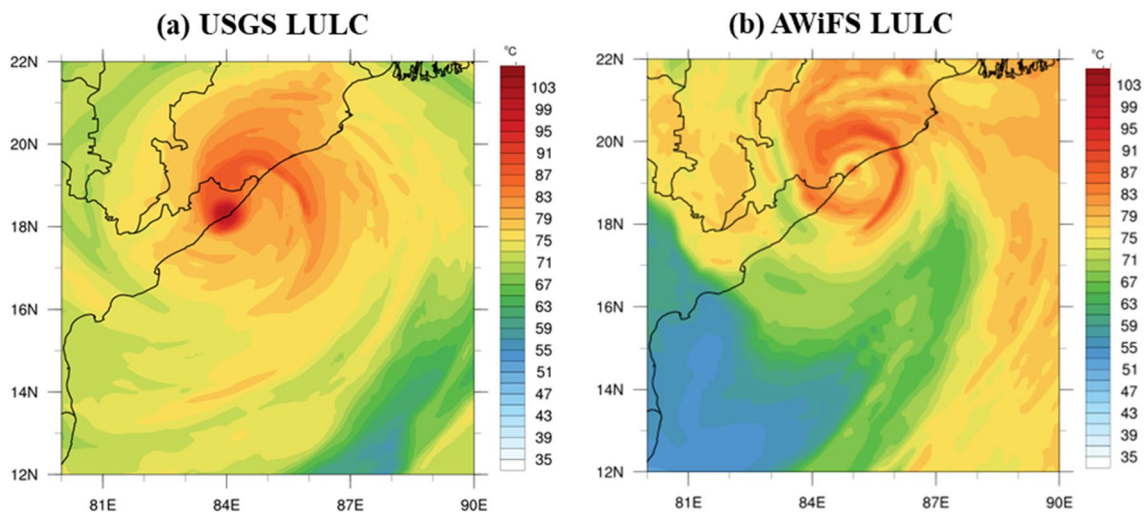 (a) USGS LULC
(b) AWiFS LULC
°C
22N
20N
18N
16N
14N
12N
81E
84E
87E
90E
103
99
95
91
87
83
79
75
71
67
63
59
55
51
47
43
39
35
°C
22N
20N
18N
16N
14N
12N
81E
84E
87E
90E
103
99
95
91
87
83
79
75
71
67
63
59
55
51
47
43
39
35